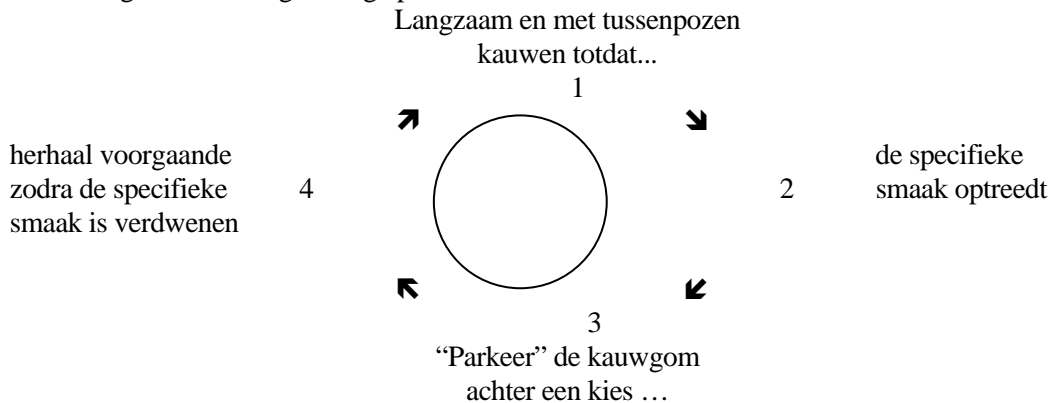 Langzaam en met tussenpozen
kauwen totdat...
1
herhaal voorgaande
zodra de specifieke
smaak is verdwenen
4
2
de specifieke
smaak optreedt
3
“Parkeer” de kauwgom
achter een kies …